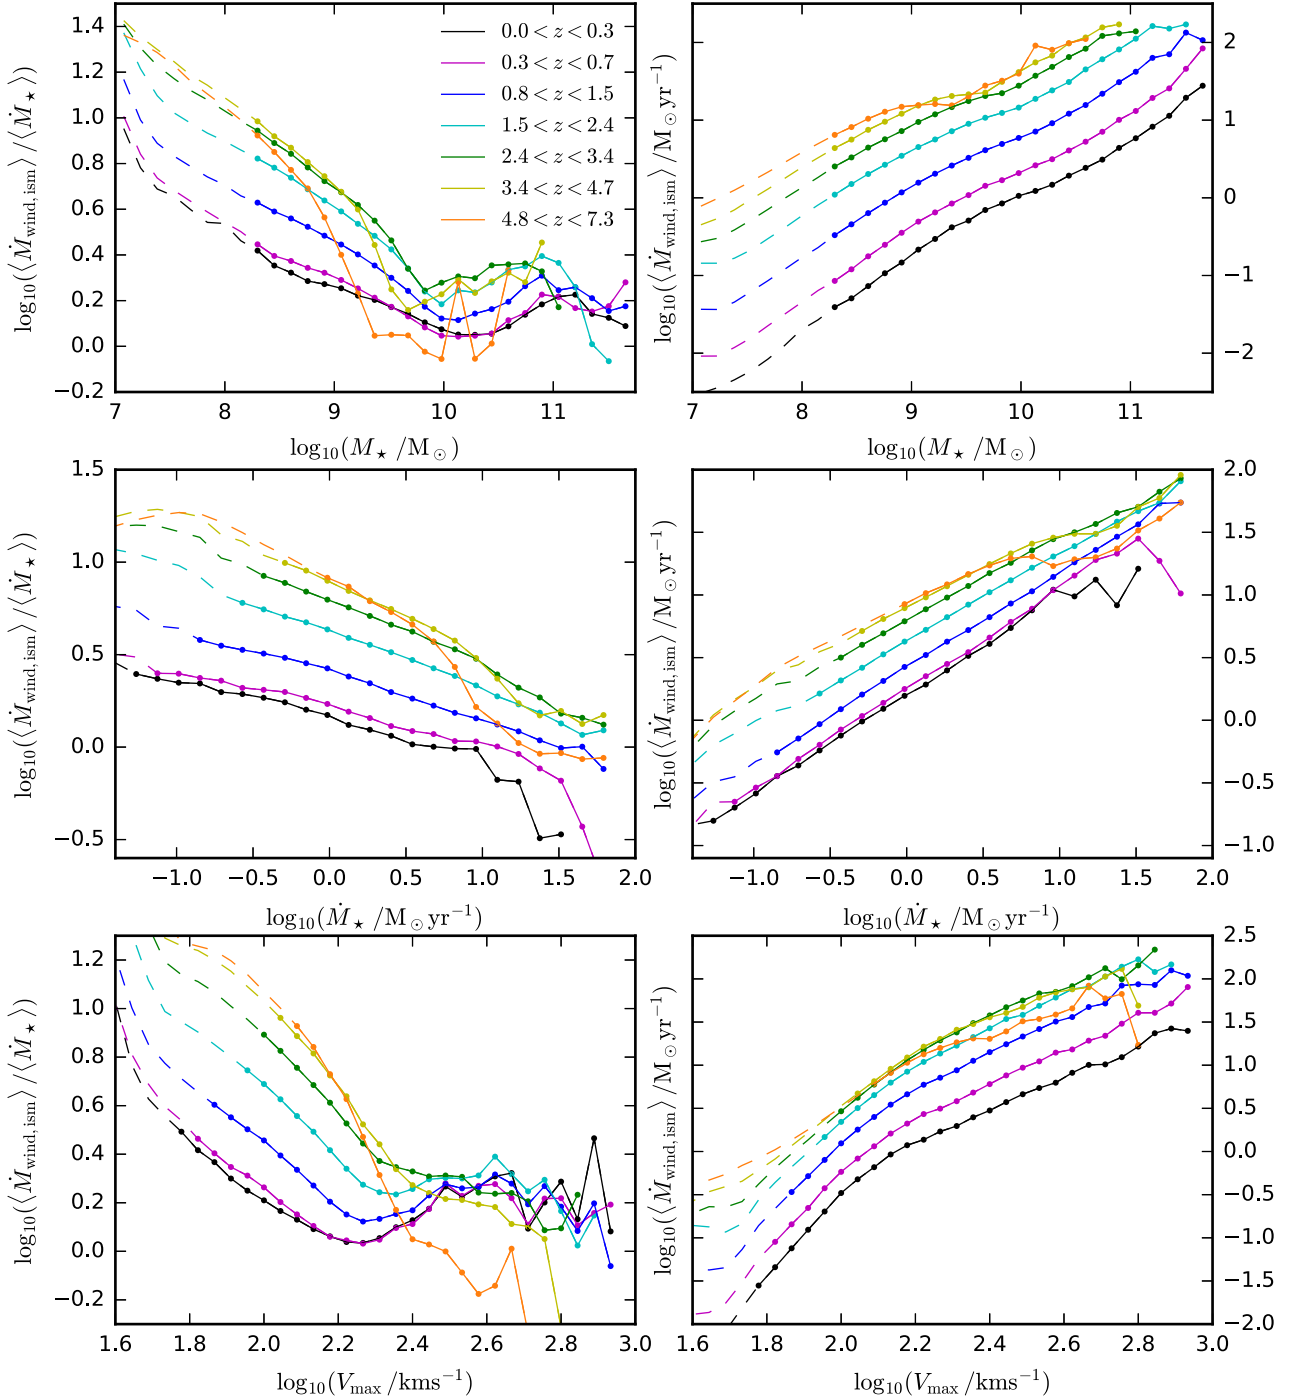 1.4
1.2
1.0
0.8
0.6
0.4
0.2
0.0
−0.2
log₁₀(⟨Ṁwind,ism⟩/⟨Ṁ⋆⟩)
0.0 < z < 0.3
0.3 < z < 0.7
0.8 < z < 1.5
1.5 < z < 2.4
2.4 < z < 3.4
3.4 < z < 4.7
4.8 < z < 7.3
7 8 9 10 11
log₁₀(M⋆ /M⊙)
log₁₀(⟨Ṁwind,ism⟩/M⊙ yr⁻¹)
2
1
0
−1
−2
7 8 9 10 11
log₁₀(M⋆ /M⊙)
1.5
1.0
0.5
0.0
−0.5
log₁₀(⟨Ṁwind,ism⟩/⟨Ṁ⋆⟩)
−1.0 −0.5 0.0 0.5 1.0 1.5 2.0
log₁₀(Ṁ⋆ /M⊙ yr⁻¹)
log₁₀(⟨Ṁwind,ism⟩/M⊙ yr⁻¹)
2.0
1.5
1.0
0.5
0.0
−0.5
−1.0
−1.0 −0.5 0.0 0.5 1.0 1.5 2.0
log₁₀(Ṁ⋆ /M⊙ yr⁻¹)
1.2
1.0
0.8
0.6
0.4
0.2
0.0
−0.2
log₁₀(⟨Ṁwind,ism⟩/⟨Ṁ⋆⟩)
1.6 1.8 2.0 2.2 2.4 2.6 2.8 3.0
log₁₀(Vmax /kms⁻¹)
log₁₀(⟨Ṁwind,ism⟩/M⊙ yr⁻¹)
2.5
2.0
1.5
1.0
0.5
0.0
−0.5
−1.0
−1.5
−2.0
1.6 1.8 2.0 2.2 2.4 2.6 2.8 3.0
log₁₀(Vmax /kms⁻¹)